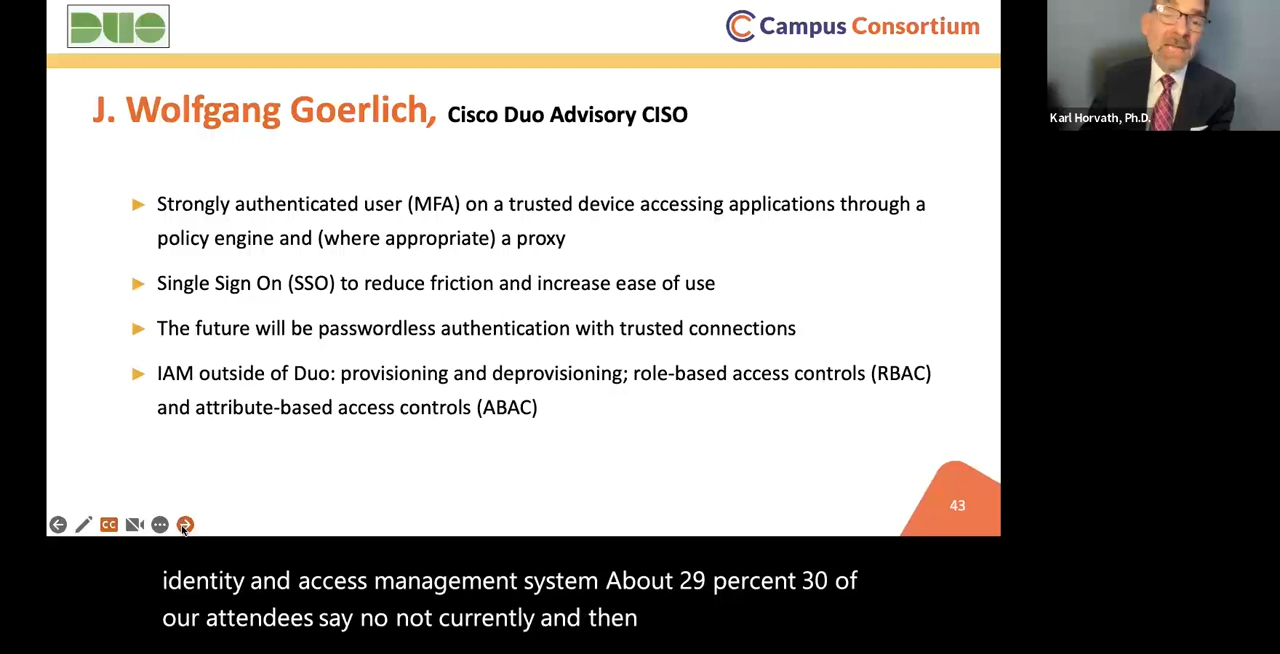 DUO
Campus Consortium
J. Wolfgang Goerlich, Cisco Duo Advisory CISO
Karl Horvath, Ph.D.
► Strongly authenticated user (MFA) on a trusted device accessing applications through a
policy engine and (where appropriate) a proxy
► Single Sign On (SSO) to reduce friction and increase ease of use
► The future will be passwordless authentication with trusted connections
► IAM outside of Duo: provisioning and deprovisioning; role-based access controls (RBAC)
and attribute-based access controls (ABAC)
43
CC
identity and access management system About 29 percent 30 of
our attendees say no not currently and then